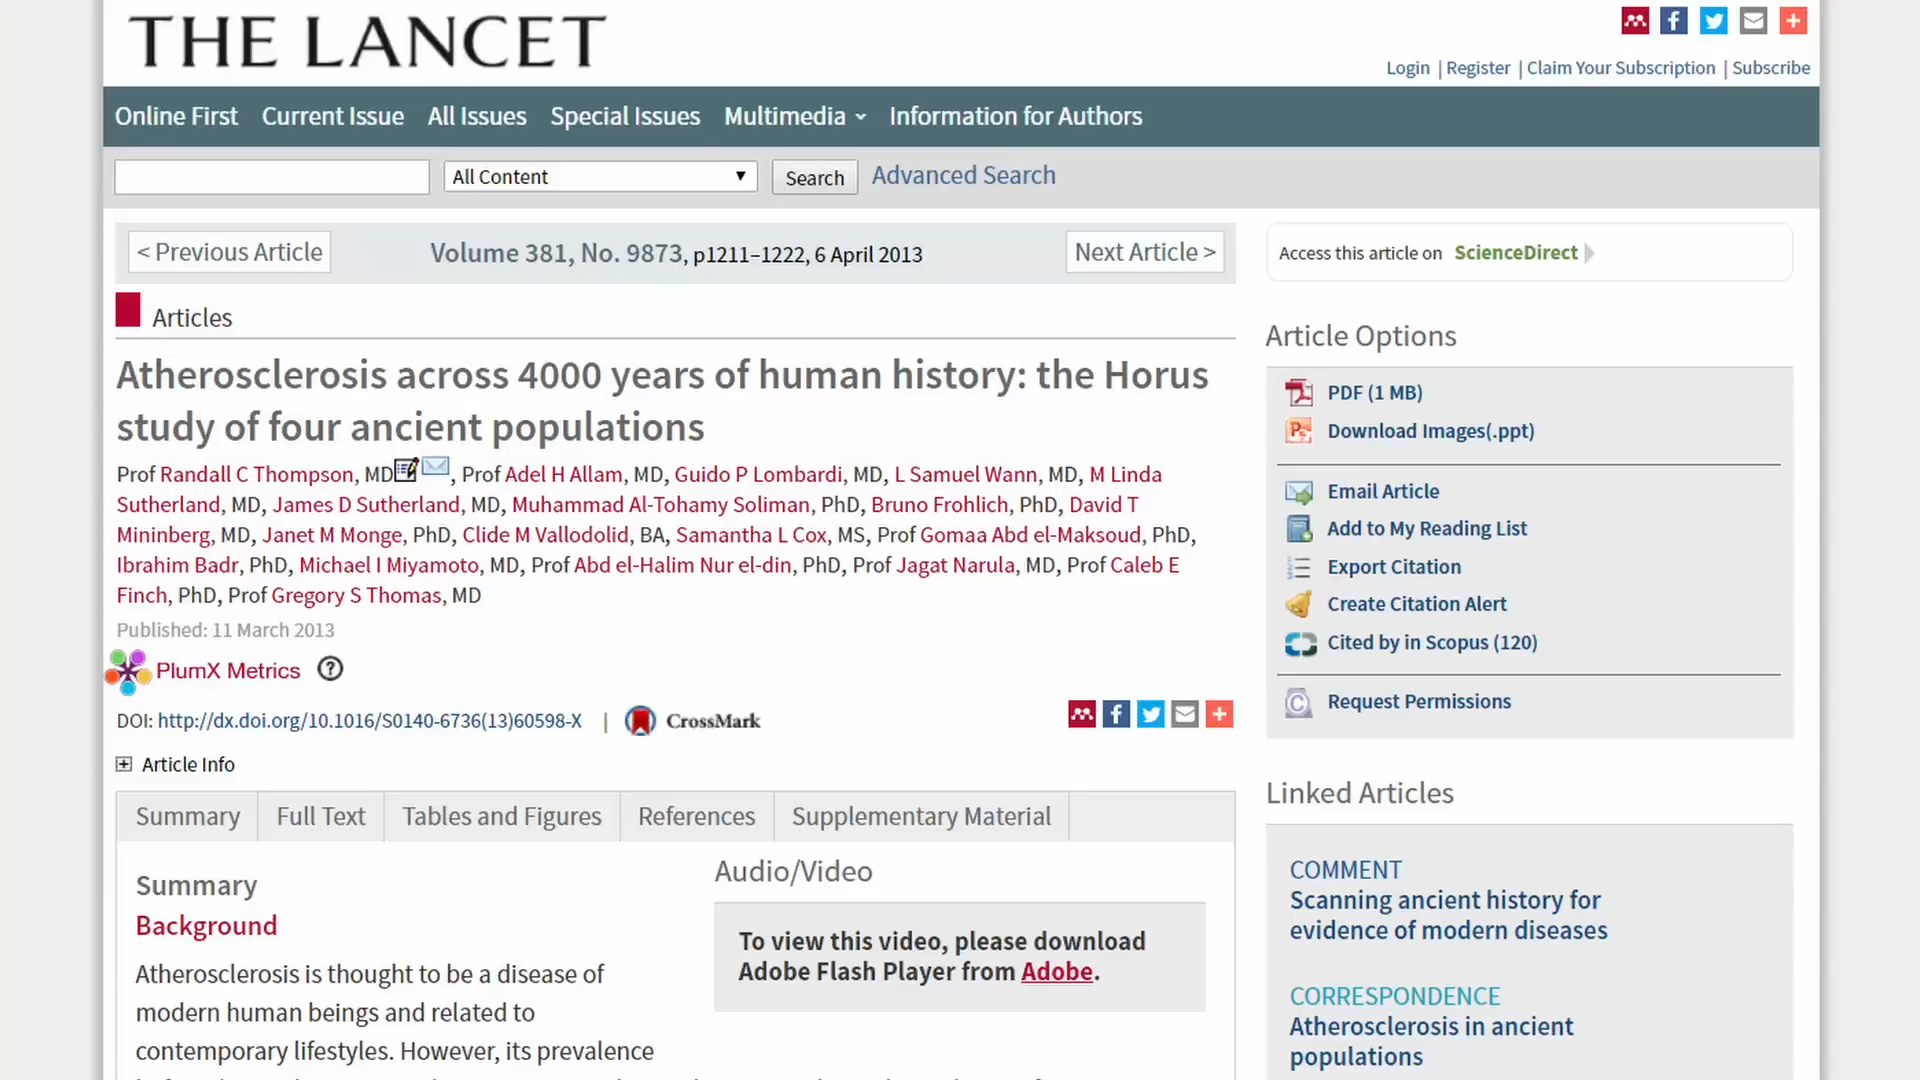 THE LANCET
Login | Register | Claim Your Subscription | Subscribe
Online First Current Issue All Issues Special Issues Multimedia Information for Authors
All Content Search Advanced Search
< Previous Article Volume 381, No. 9873, p1211–1222, 6 April 2013 Next Article >
Articles
Atherosclerosis across 4000 years of human history: the Horus
study of four ancient populations
Prof Randall C Thompson, MD, Prof Adel H Allam, MD, Guido P Lombardi, MD, L Samuel Wann, MD, M Linda
Sutherland, MD, James D Sutherland, MD, Muhammad Al-Tohamy Soliman, PhD, Bruno Frohlich, PhD, David T
Mininberg, MD, Janet M Monge, PhD, Clide M Vallodolid, BA, Samantha L Cox, MS, Prof Gomaa Abd el-Maksoud, PhD,
Ibrahim Badr, PhD, Michael I Miyamoto, MD, Prof Abd el-Halim Nur el-din, PhD, Prof Jagat Narula, MD, Prof Caleb E
Finch, PhD, Prof Gregory S Thomas, MD
Published: 11 March 2013
PlumX Metrics ?
DOI: http://dx.doi.org/10.1016/S0140-6736(13)60598-X | CrossMark
Article Info
Summary Full Text Tables and Figures References Supplementary Material
Summary
Background
Atherosclerosis is thought to be a disease of
modern human beings and related to
contemporary lifestyles. However, its prevalence
Audio/Video
To view this video, please download
Adobe Flash Player from Adobe.
Access this article on ScienceDirect
Article Options
PDF (1 MB)
Download Images(.ppt)
Email Article
Add to My Reading List
Export Citation
Create Citation Alert
Cited by in Scopus (120)
Request Permissions
Linked Articles
COMMENT
Scanning ancient history for
evidence of modern diseases
CORRESPONDENCE
Atherosclerosis in ancient
populations